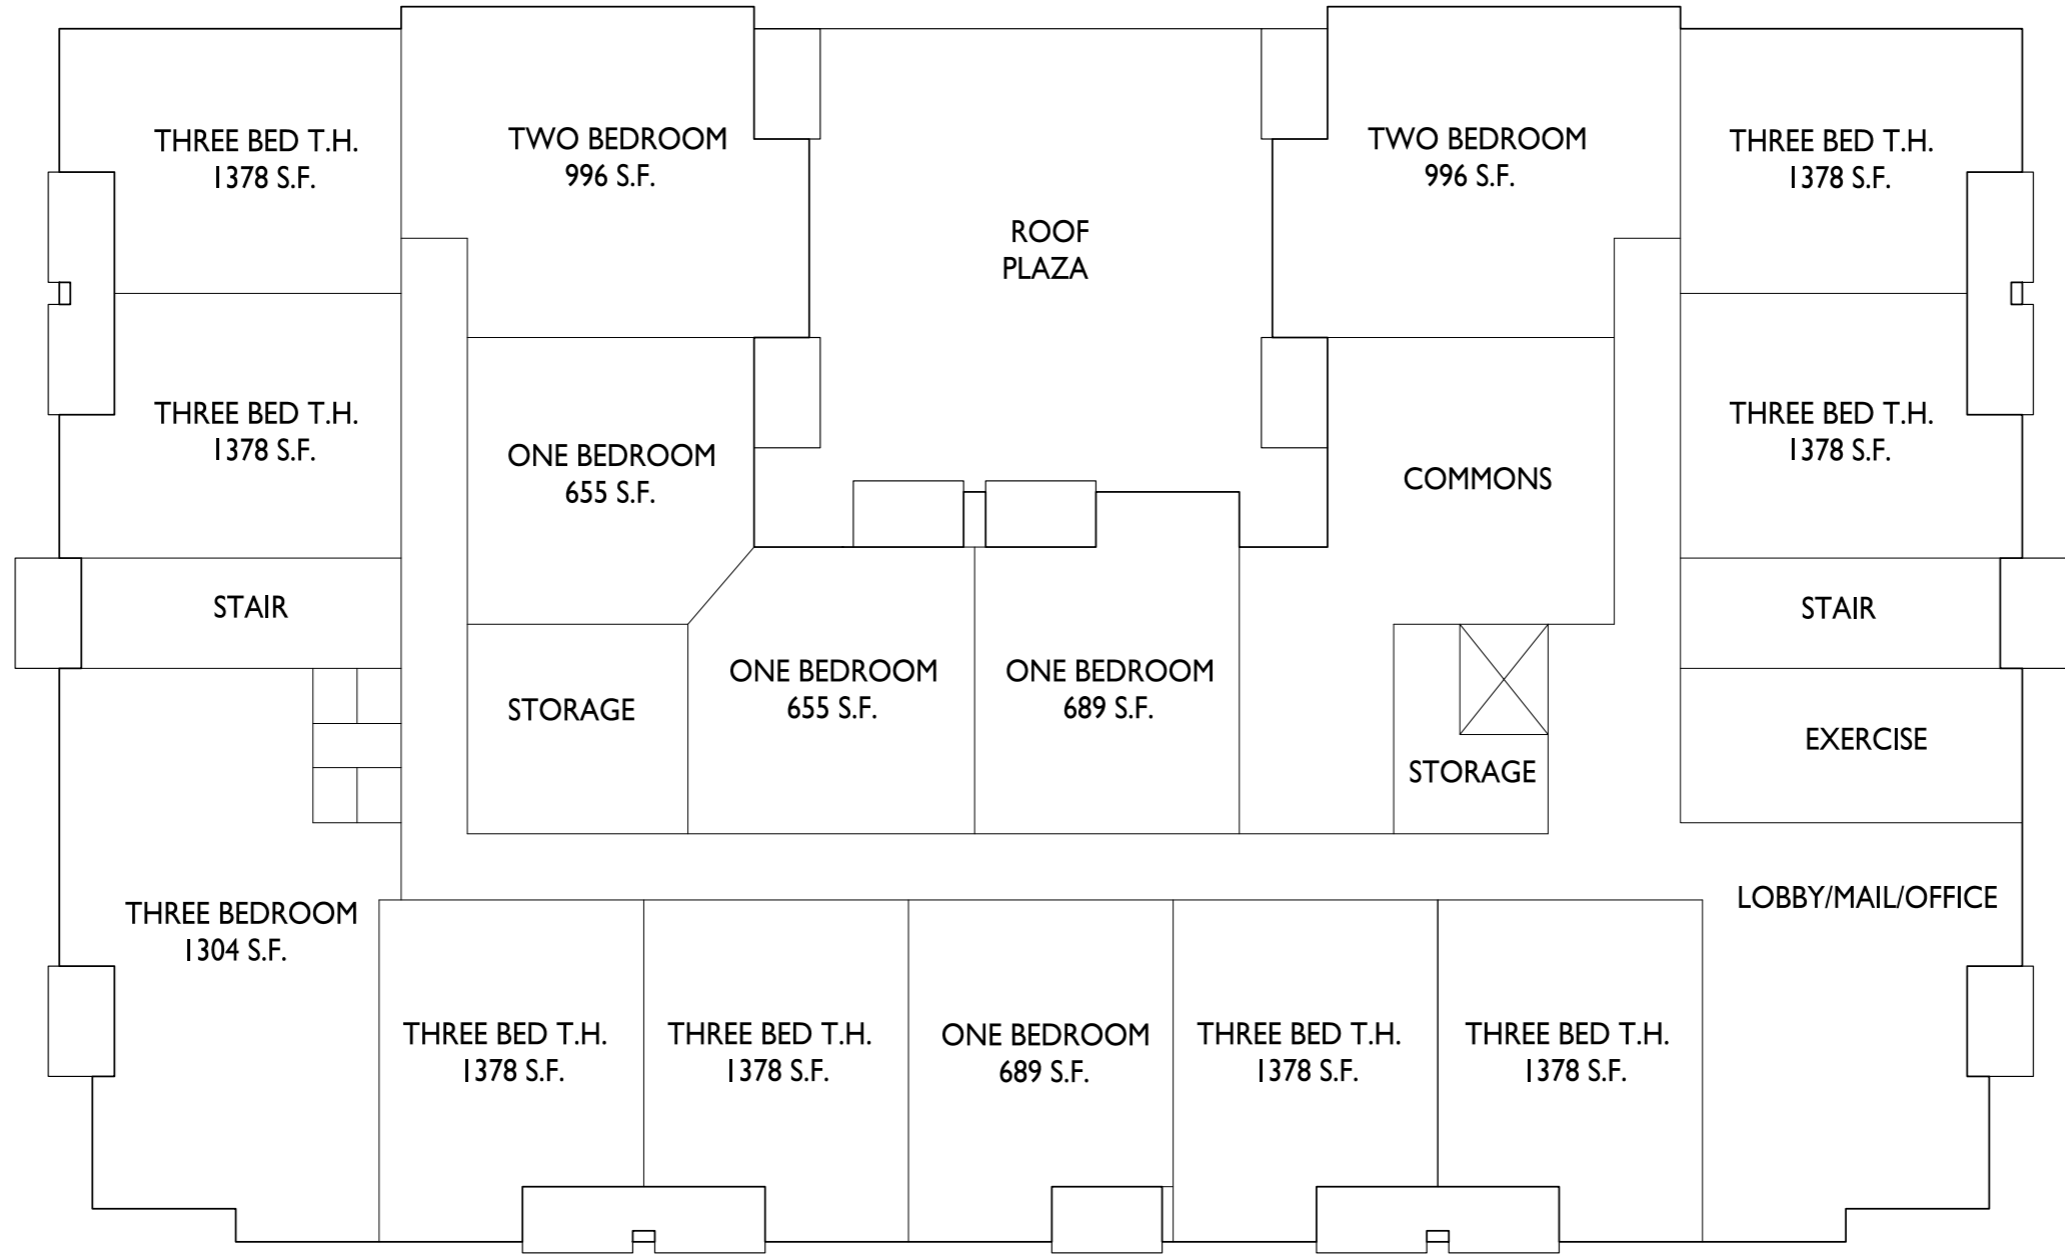 THREE BED T.H.
1378 S.F.
TWO BEDROOM
996 S.F.
ROOF
PLAZA
TWO BEDROOM
996 S.F.
THREE BED T.H.
1378 S.F.
THREE BED T.H.
1378 S.F.
ONE BEDROOM
655 S.F.
COMMONS
THREE BED T.H.
1378 S.F.
STAIR
STAIR
STORAGE
ONE BEDROOM
655 S.F.
ONE BEDROOM
689 S.F.
STORAGE
EXERCISE
THREE BEDROOM
1304 S.F.
LOBBY/MAIL/OFFICE
THREE BED T.H.
1378 S.F.
THREE BED T.H.
1378 S.F.
ONE BEDROOM
689 S.F.
THREE BED T.H.
1378 S.F.
THREE BED T.H.
1378 S.F.